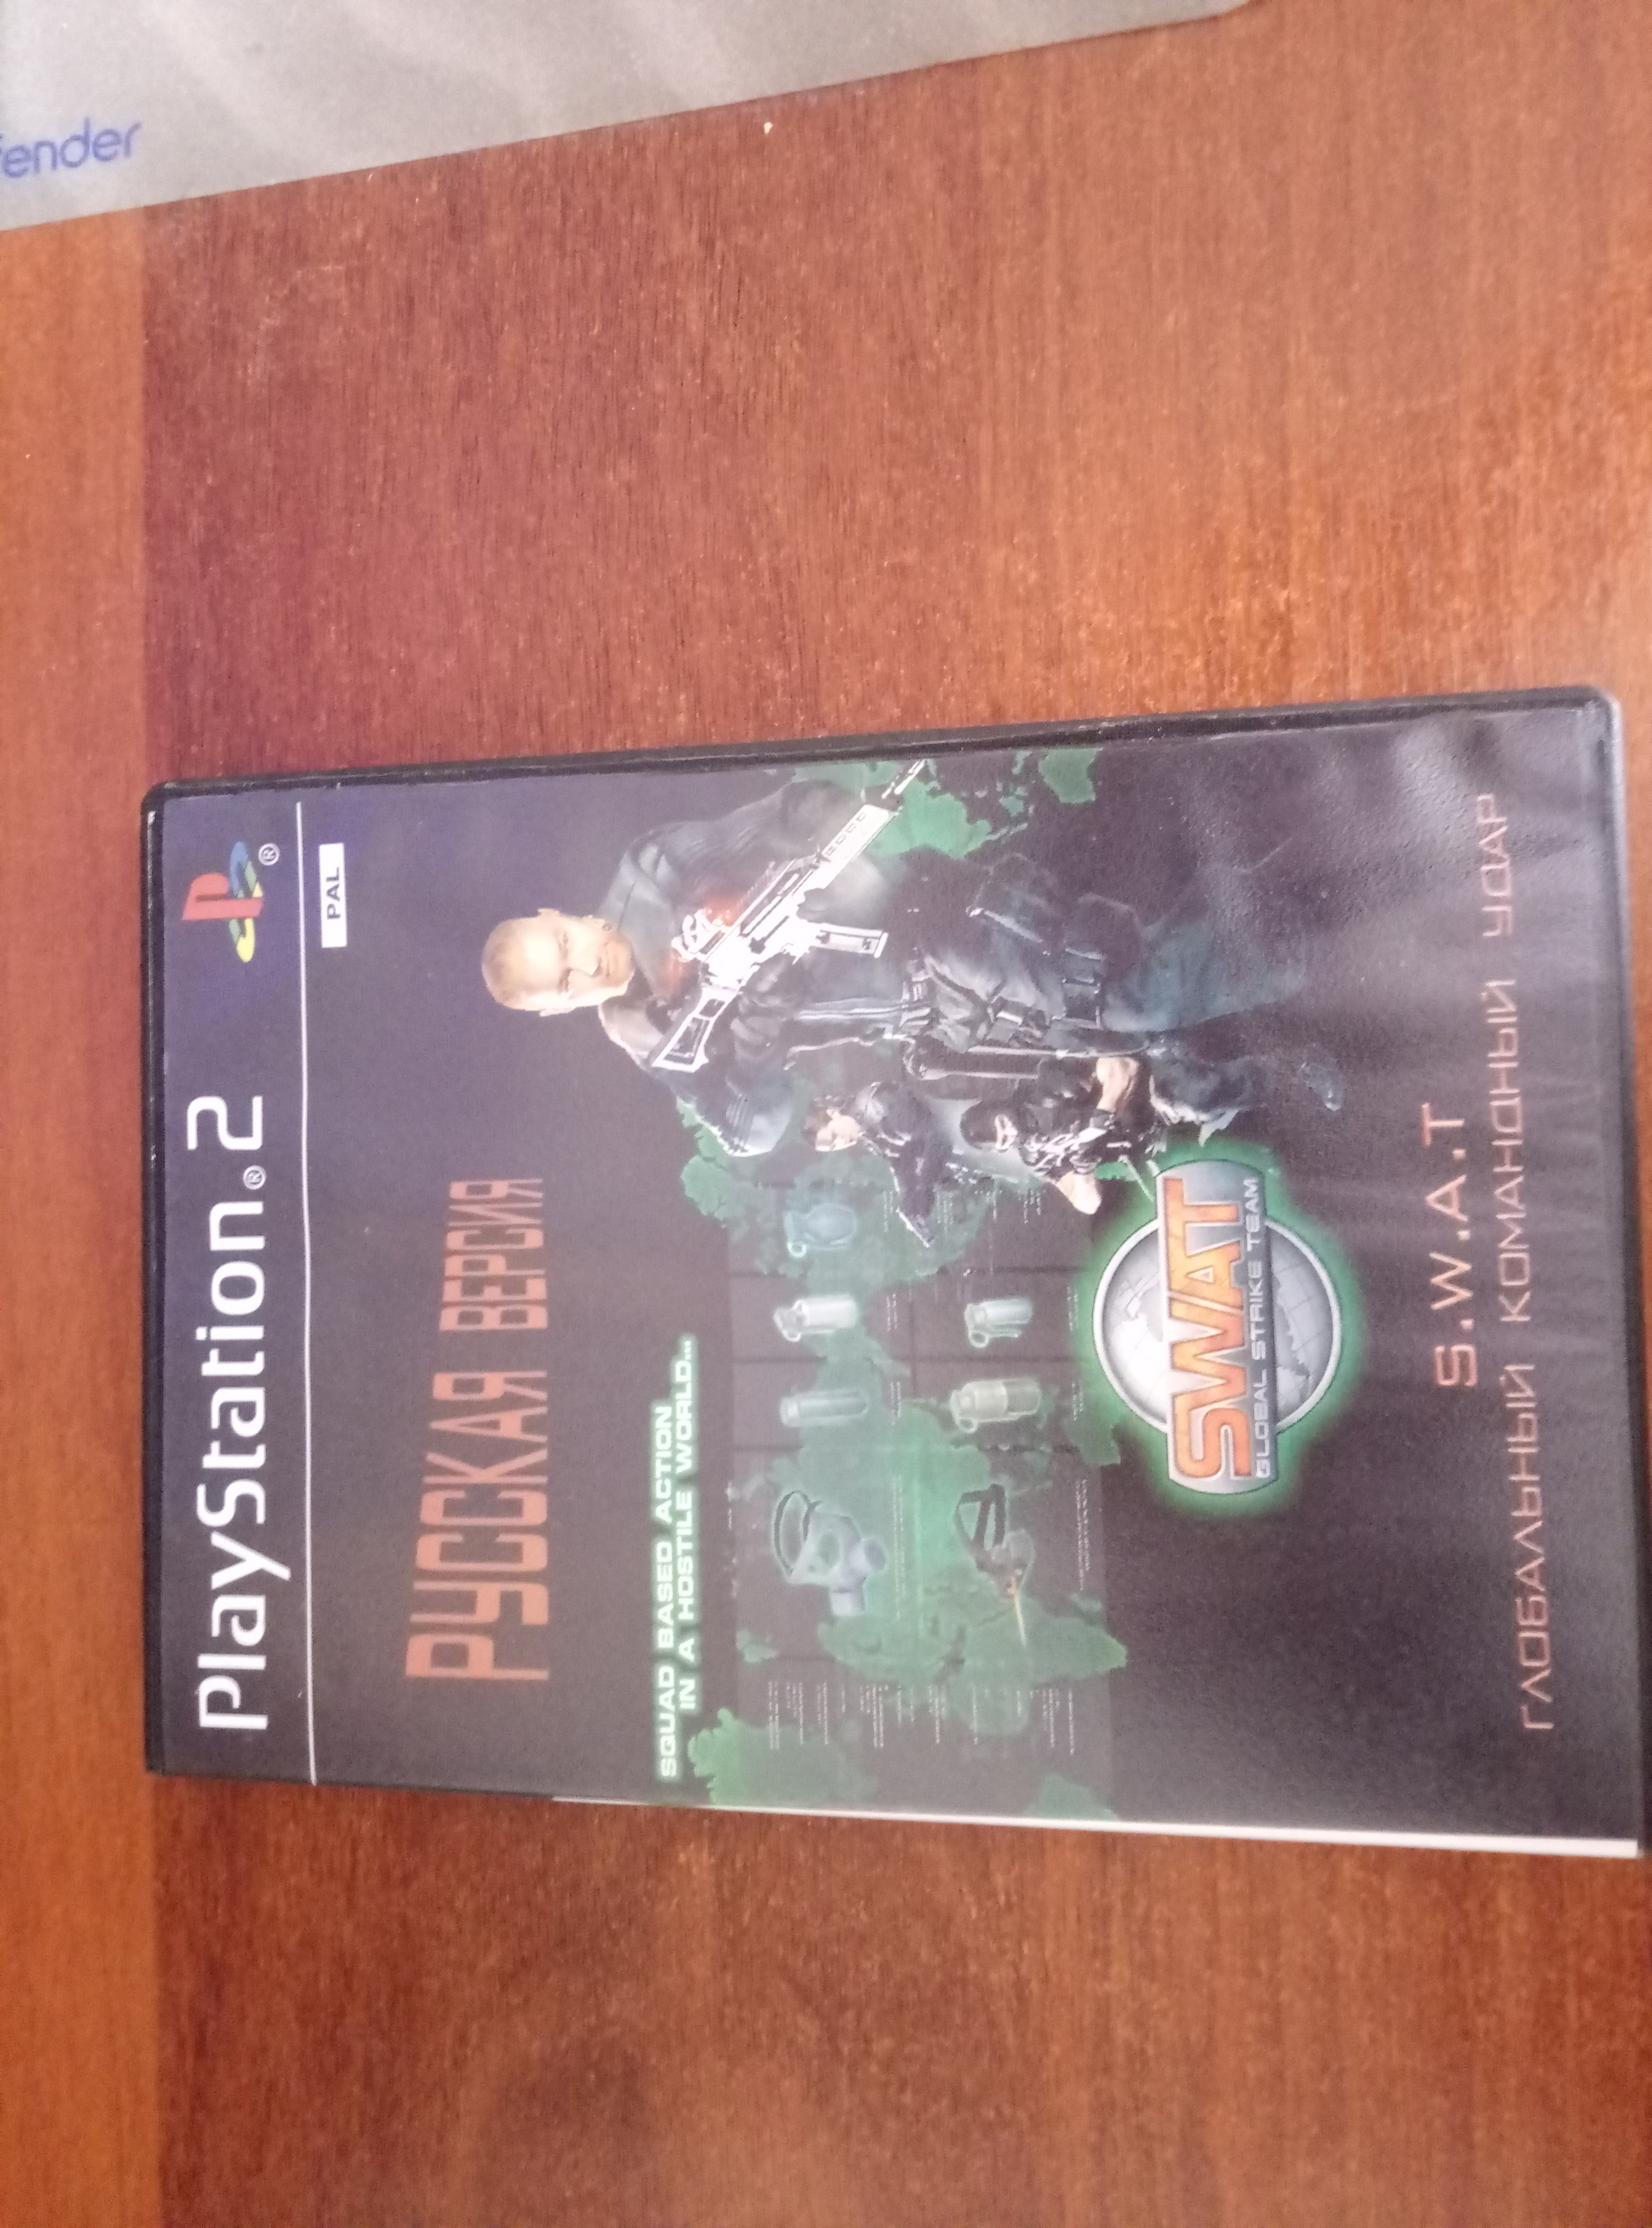 fender
PlayStation®2
®
PAL
РУССКАЯ ВЕРСИЯ
SQUAD BASED ACTION
IN A HOSTILE WORLD...
SWAT
GLOBAL STRIKE TEAM
S.W.A.T
ГЛОБАЛЬНЫЙ КОМАНДНЫЙ УДАР